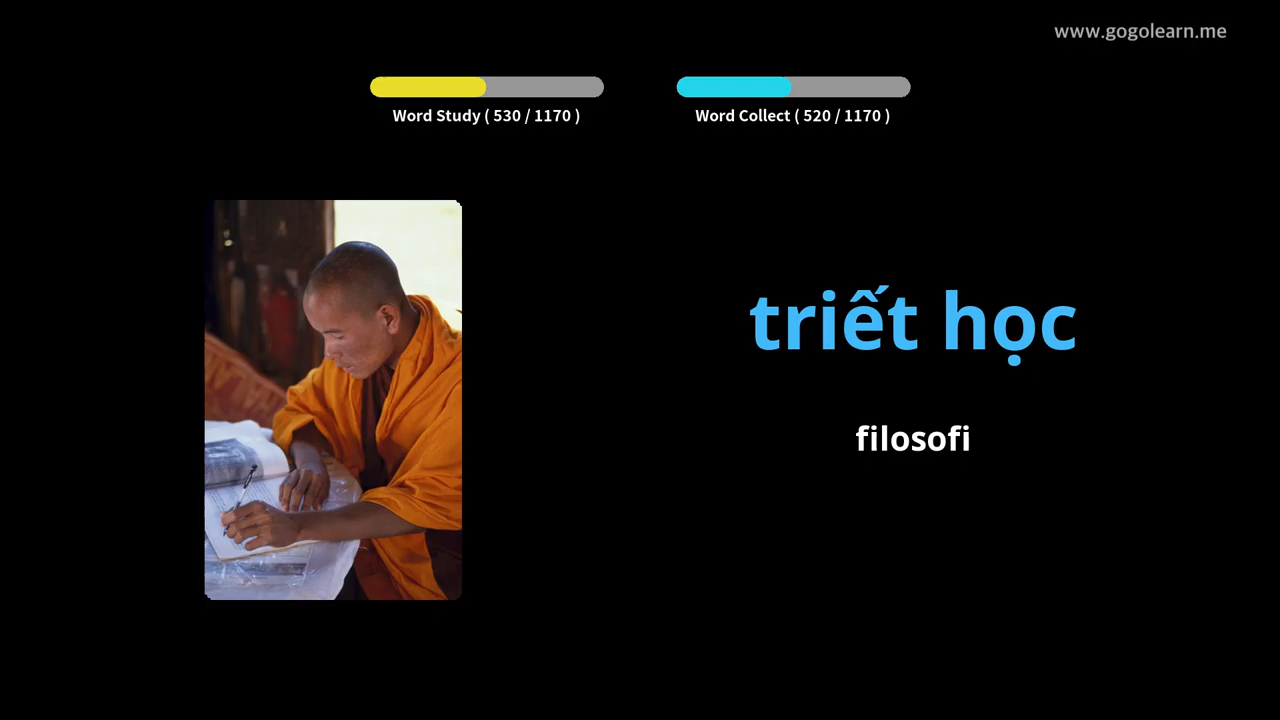 www.gogolearn.me
Word Study ( 530 / 1170 )
Word Collect ( 520 / 1170 )
triết học
filosofi